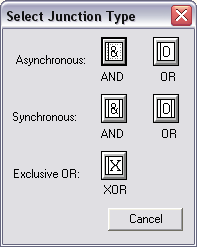 Select Junction Type
Asynchronous: & O
AND OR
Synchronous: & O
AND OR
Exclusive OR: X
XOR
Cancel